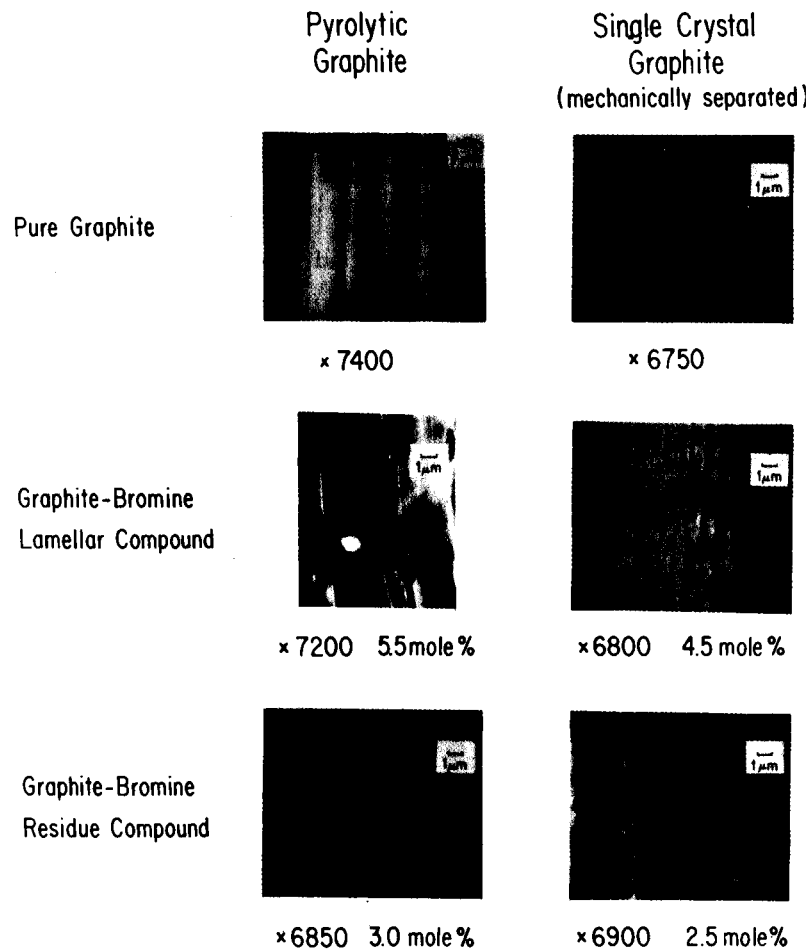 Pyrolytic
Graphite
Single Crystal
Graphite
(mechanically separated)
Pure Graphite
1μm
× 7400
× 6750
Graphite-Bromine
Lamellar Compound
1μm
1μm
× 7200 5.5 mole %
× 6800 4.5 mole %
Graphite-Bromine
Residue Compound
1μm
1μm
× 6850 3.0 mole %
× 6900 2.5 mole %